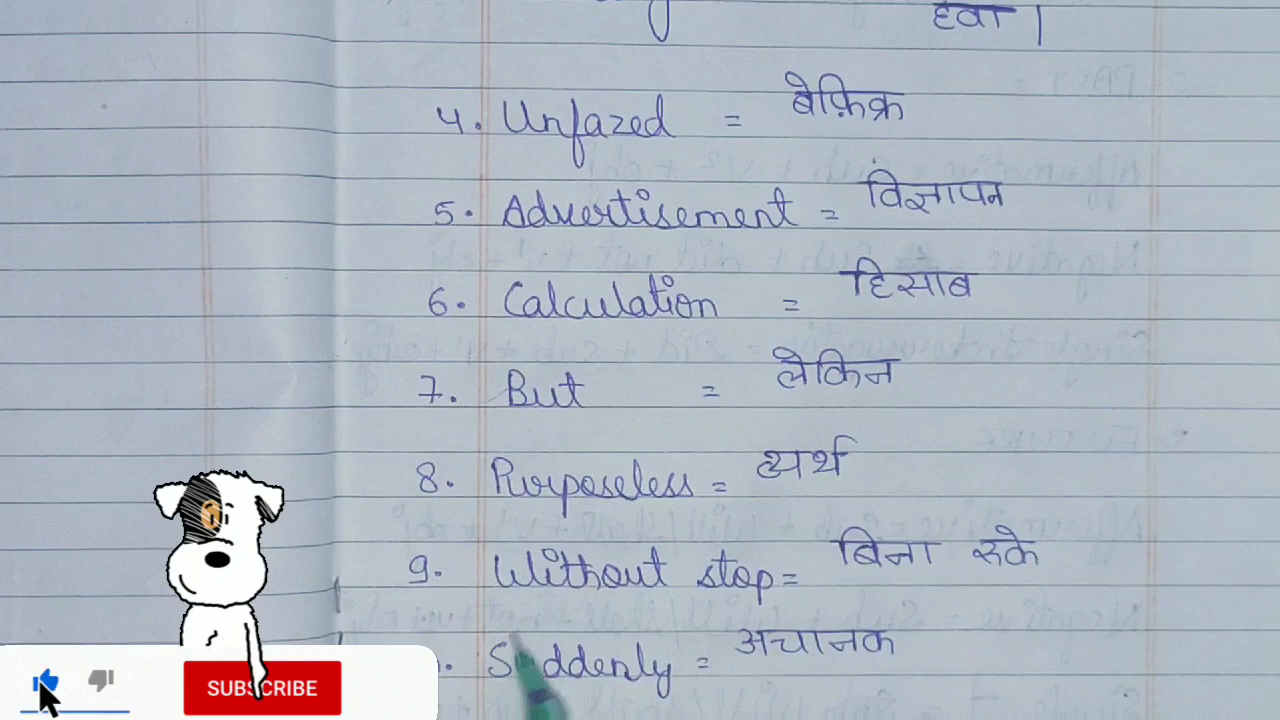 हवा |
4. Unfazed = बेफ़िक्र
5. Advertisement = विज्ञापन
6. Calculation = हिसाब
7. But = लेकिन
8. Purposeless = व्यर्थ
9. Without stop= बिना रुके
. Suddenly = अचानक
SUBSCRIBE